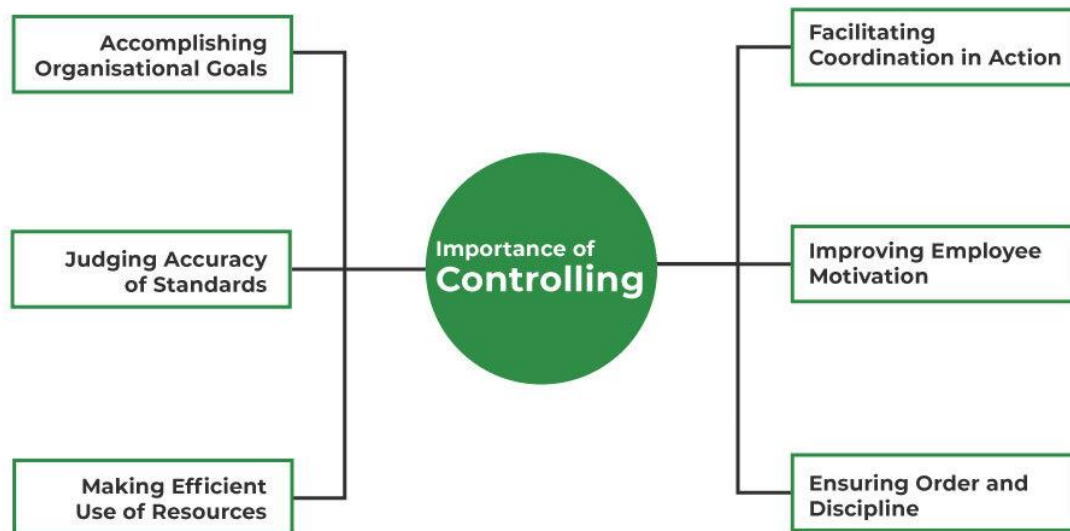 Accomplishing
Organisational Goals
Judging Accuracy
of Standards
Making Efficient
Use of Resources
Importance of
Controlling
Facilitating
Coordination in Action
Improving Employee
Motivation
Ensuring Order and
Discipline